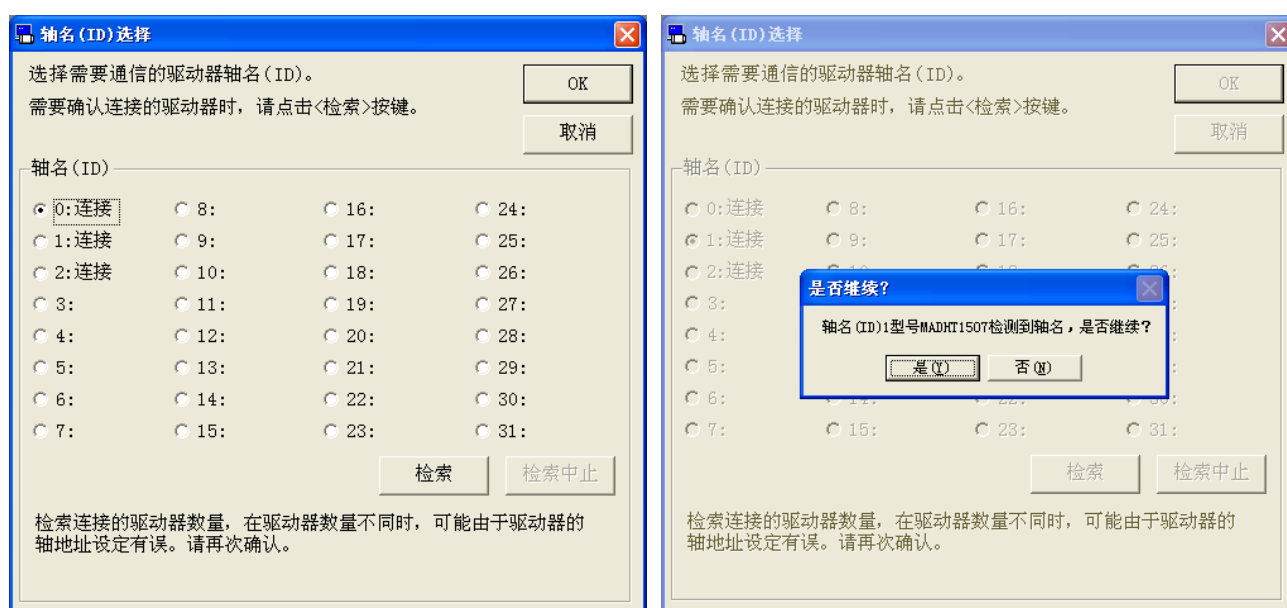 轴名(ID)选择
选择需要通信的驱动器轴名(ID)。
需要确认连接的驱动器时，请点击<检索>按键。
OK
取消
轴名(ID)
0:连接 8: 16: 24:
1:连接 9: 17: 25:
2:连接 10: 18: 26:
3: 11: 19: 27:
4: 12: 20: 28:
5: 13: 21: 29:
6: 14: 22: 30:
7: 15: 23: 31:
检索 检索中止
检索连接的驱动器数量，在驱动器数量不同时，可能由于驱动器的
轴地址设定有误。请再次确认。
轴名(ID)选择
选择需要通信的驱动器轴名(ID)。
需要确认连接的驱动器时，请点击<检索>按键。
OK
取消
轴名(ID)
0:连接 8: 16: 24:
1:连接 9: 17: 25:
2:连接
3:
4:
5:
6:
7: 15: 23: 31:
是否继续?
轴名(ID)1型号MADHT1507检测到轴名，是否继续?
是(Y) 否(N)
检索 检索中止
检索连接的驱动器数量，在驱动器数量不同时，可能由于驱动器的
轴地址设定有误。请再次确认。